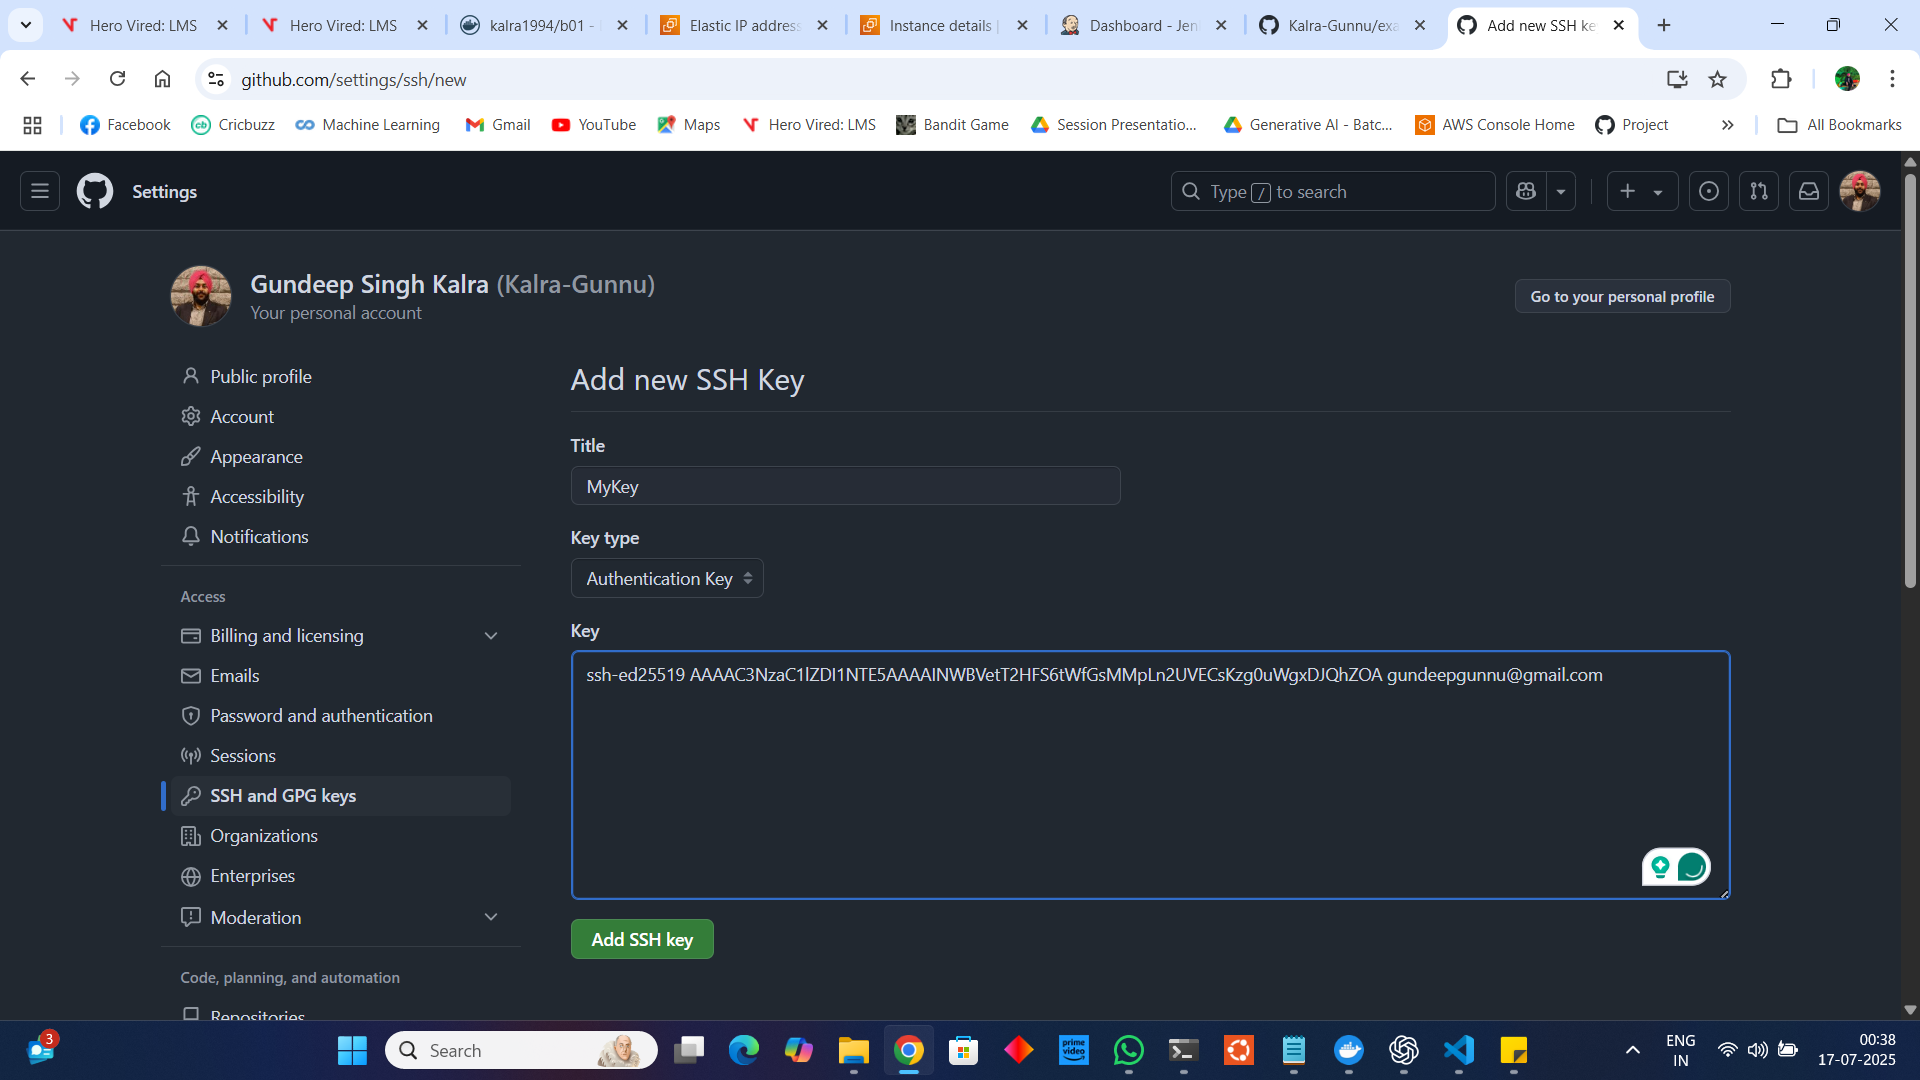 Hero Vired: LMS
Hero Vired: LMS
kalra1994/b01 -
Elastic IP address
Instance details |
Dashboard - Jen
Kalra-Gunnu/exa
Add new SSH ke
github.com/settings/ssh/new
Facebook
Cricbuzz
Machine Learning
Gmail
YouTube
Maps
Hero Vired: LMS
Bandit Game
Session Presentatio...
Generative AI - Batc...
AWS Console Home
Project
All Bookmarks
Settings
Type / to search
Gundeep Singh Kalra (Kalra-Gunnu)
Your personal account
Go to your personal profile
Public profile
Account
Appearance
Accessibility
Notifications
Access
Billing and licensing
Emails
Password and authentication
Sessions
SSH and GPG keys
Organizations
Enterprises
Moderation
Code, planning, and automation
Repositories
Add new SSH Key
Title
MyKey
Key type
Authentication Key
Key
ssh-ed25519 AAAAC3NzaC1lZDI1NTE5AAAAINWBVetT2HFS6tWfGsMMpLn2UVECsKzg0uWgxDJQhZOA gundeepgunnu@gmail.com
Add SSH key
3
Search
prime video
ENG
IN
00:38
17-07-2025